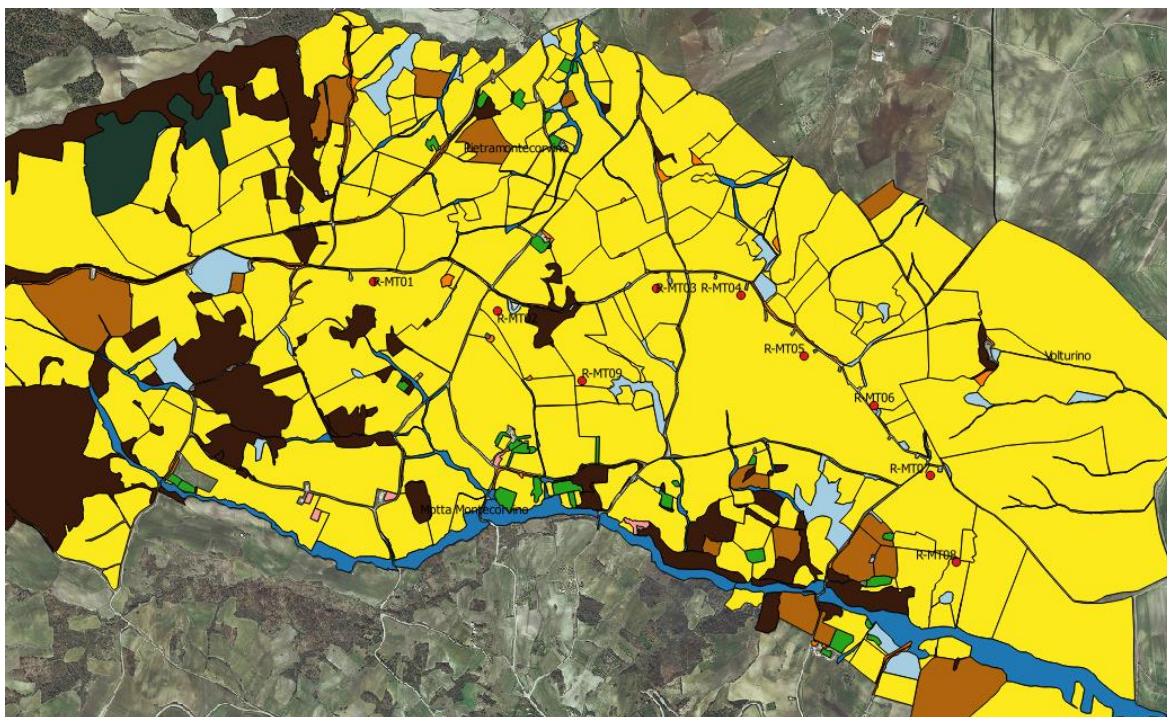 Pietramontecorvino
R-MT01
R-MT03
R-MT04
R-MT02
R-MT05
Volturino
R-MT09
R-MT06
R-MT07
Motta Montecorvino
R-MT08